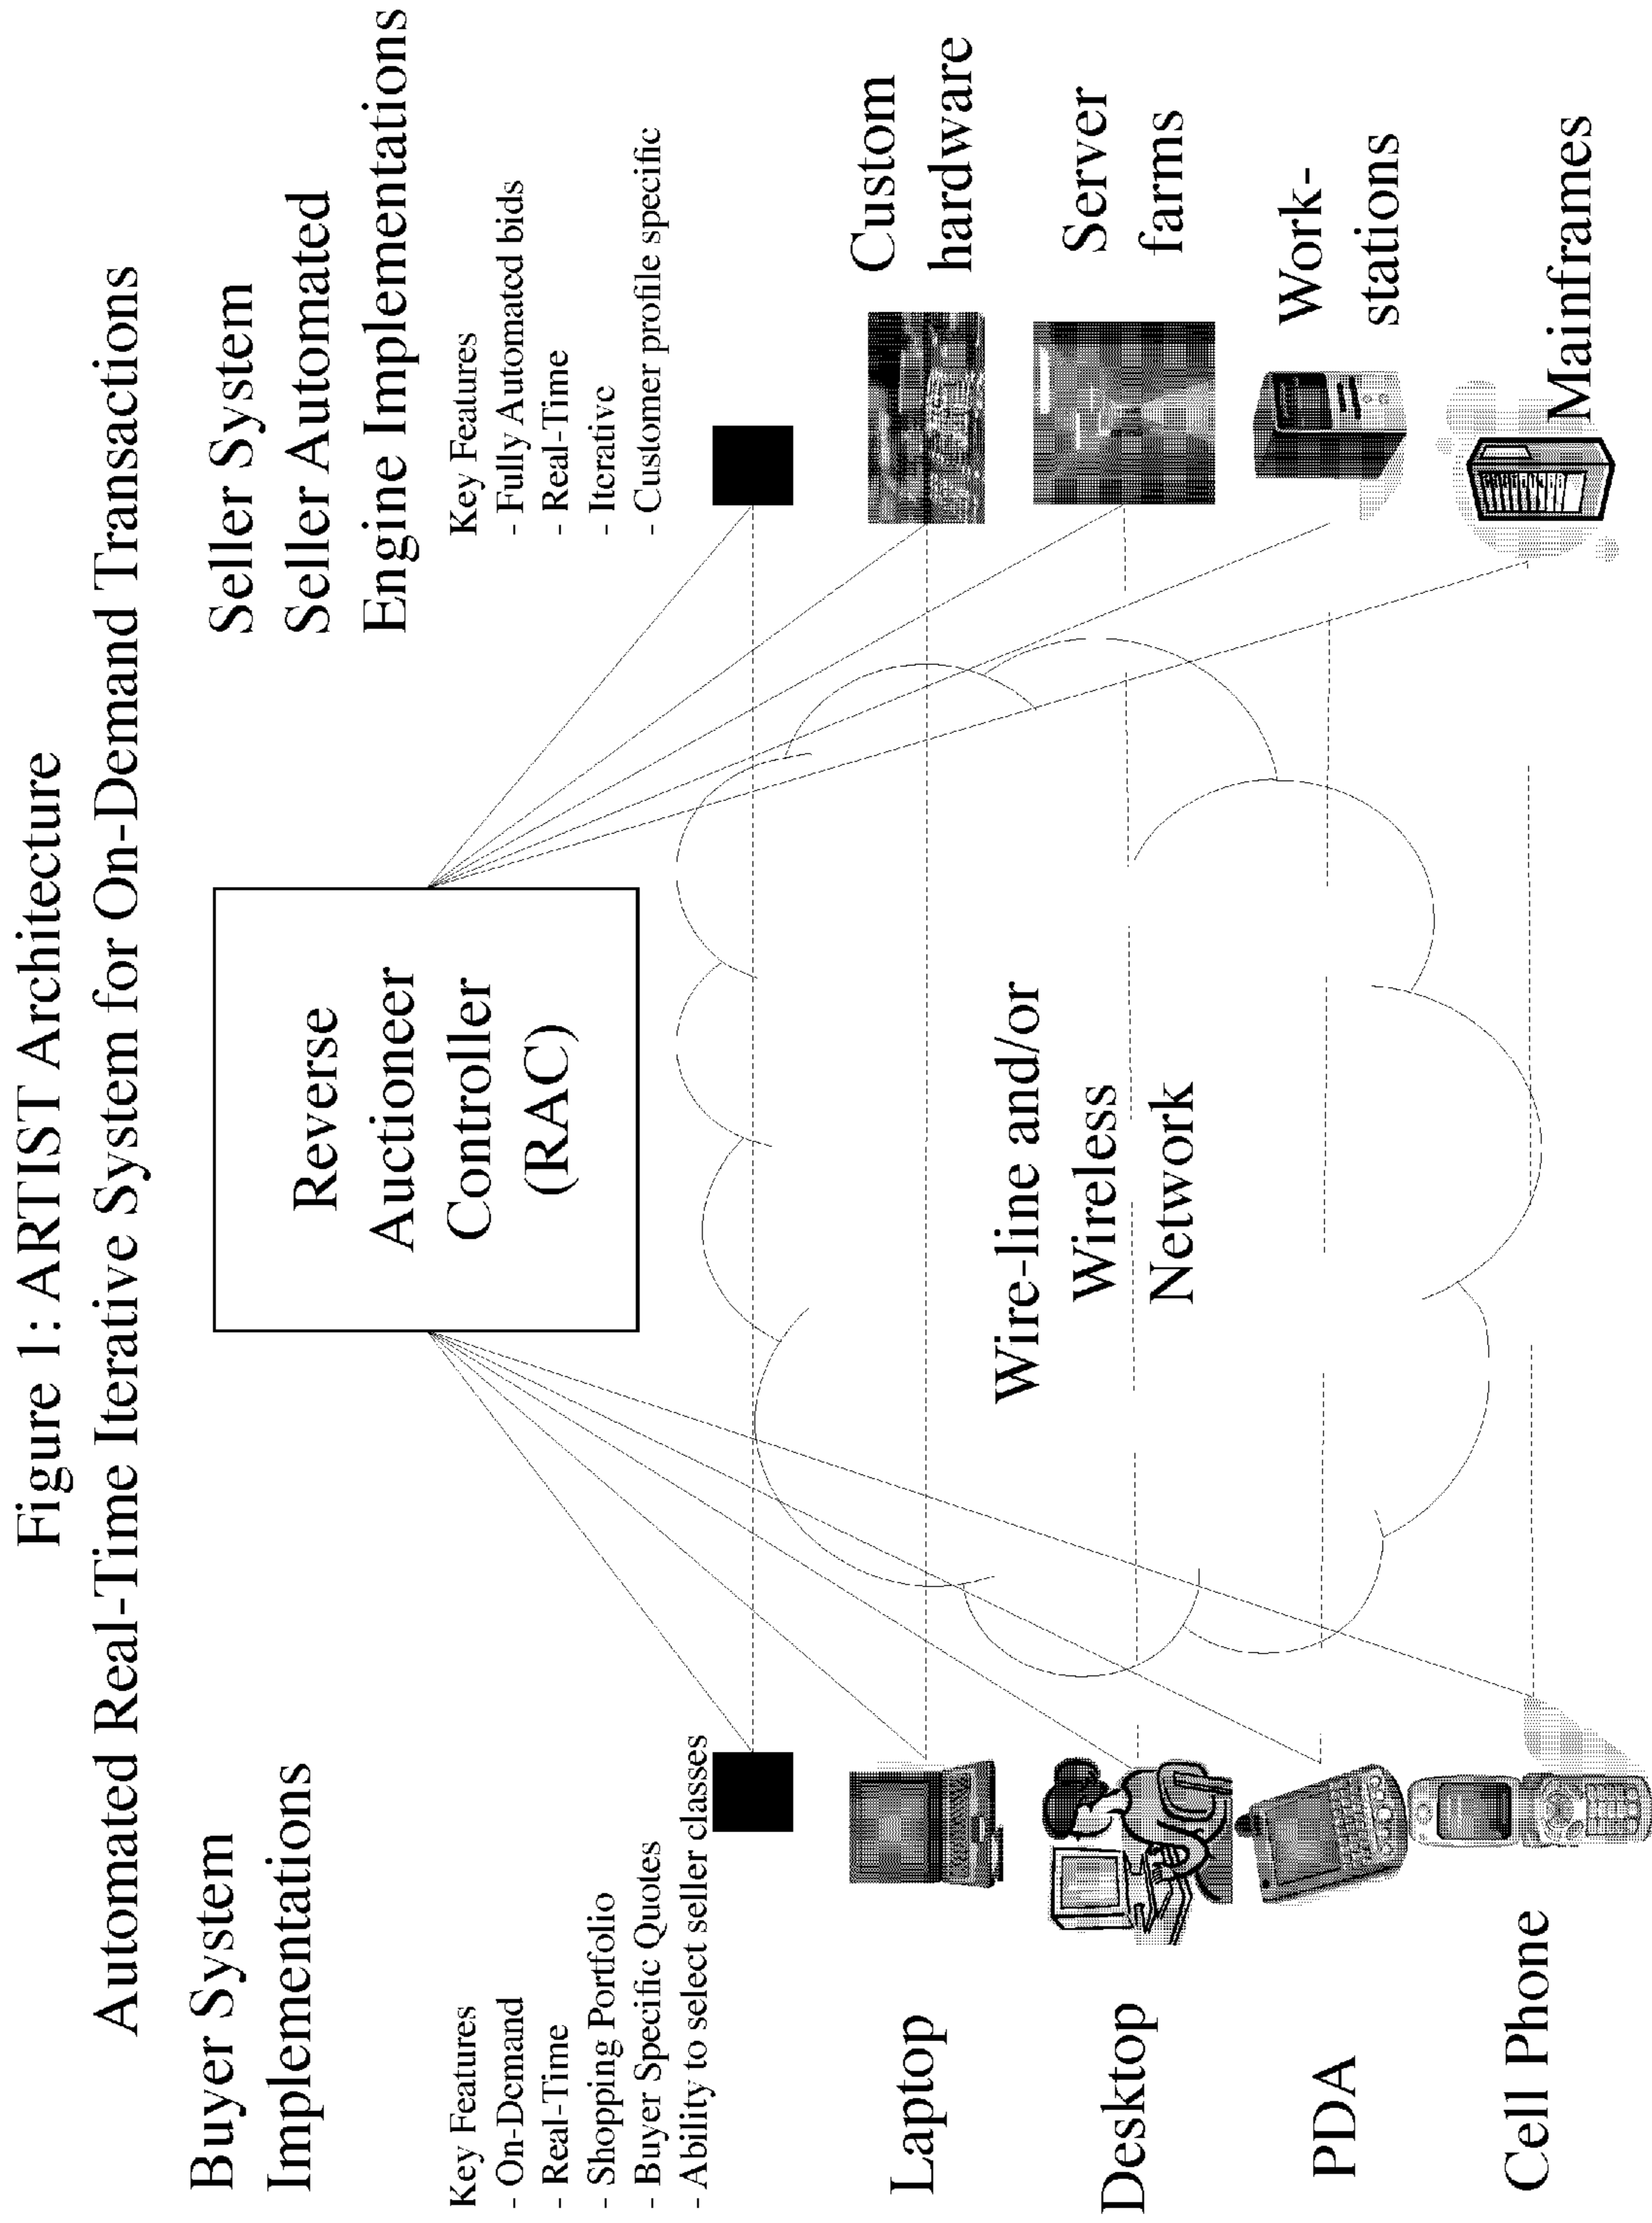 Figure 1: ARTIST Architecture
Automated Real-Time Iterative System for On-Demand Transactions
Buyer System
Implementations
Key Features
- On-Demand
- Real-Time
- Shopping Portfolio
- Buyer Specific Quotes
- Ability to select seller classes
Laptop
Desktop
PDA
Cell Phone
Reverse
Auctioneer
Controller
(RAC)
Wire-line and/or
Wireless
Network
Seller System
Seller Automated
Engine Implementations
Key Features
- Fully Automated bids
- Real-Time
- Iterative
- Customer profile specific
Custom
hardware
Server
farms
Work-
stations
Mainframes